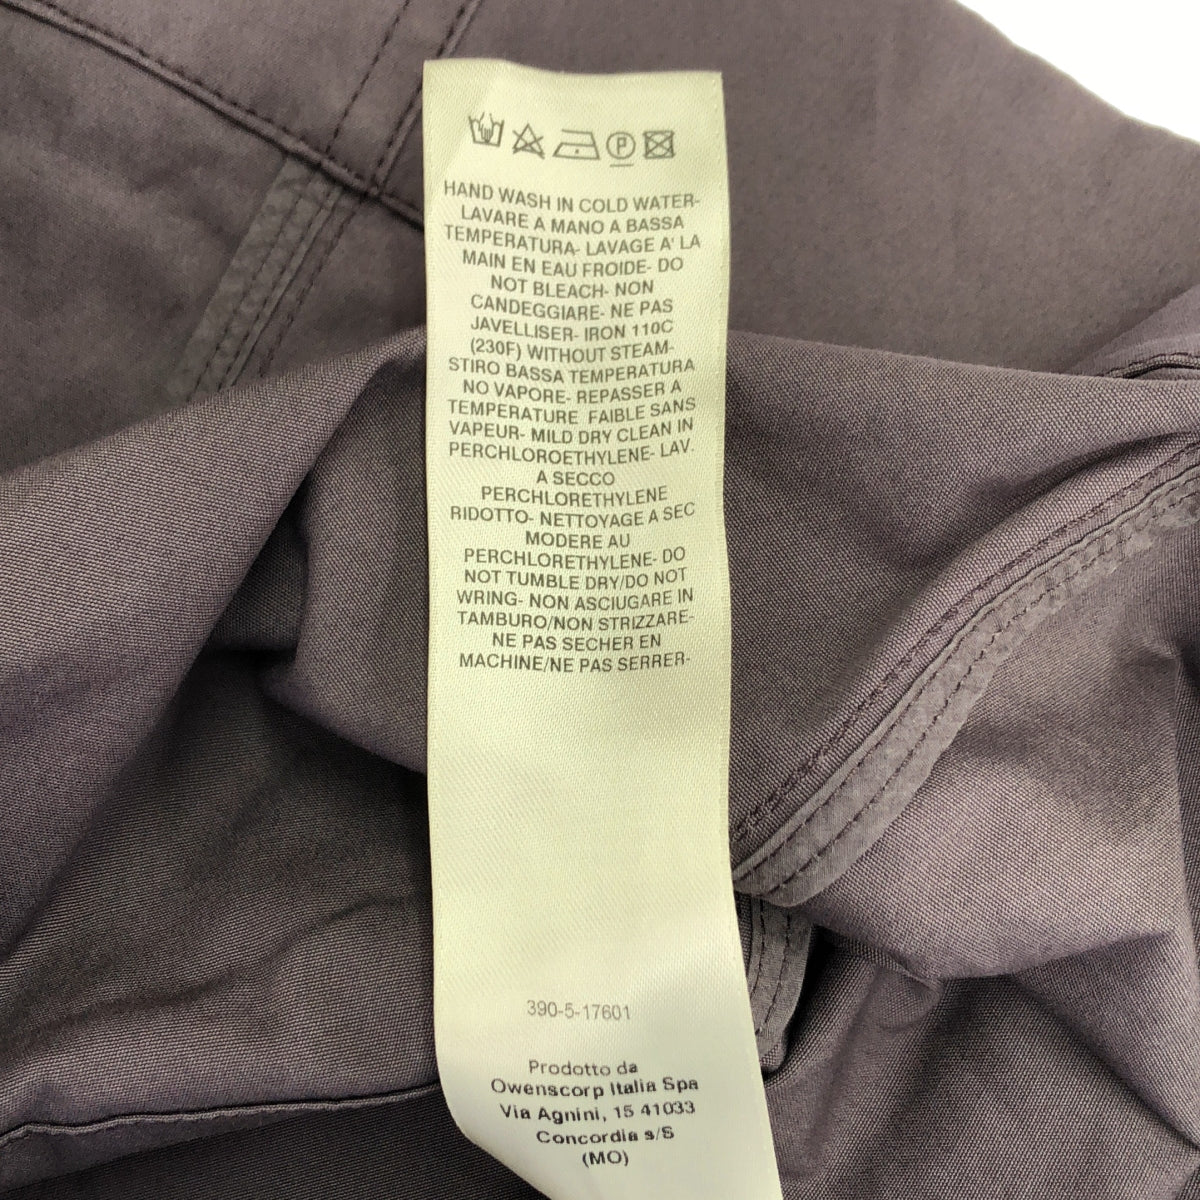 P
HAND WASH IN COLD WATER-
LAVARE A MANO A BASSA
TEMPERATURA- LAVAGE A' LA
MAIN EN EAU FROIDE- DO
NOT BLEACH- NON
CANDEGGIARE- NE PAS
JAVELLISER- IRON 110C
(230F) WITHOUT STEAM-
STIRO BASSA TEMPERATURA
NO VAPORE- REPASSER A
TEMPERATURE FAIBLE SANS
VAPEUR- MILD DRY CLEAN IN
PERCHLOROETHYLENE- LAV.
A SECCO
PERCHLORETHYLENE
RIDOTTO- NETTOYAGE A SEC
MODERE AU
PERCHLORETHYLENE- DO
NOT TUMBLE DRY/DO NOT
WRING- NON ASCIUGARE IN
TAMBURO/NON STRIZZARE-
NE PAS SECHER EN
MACHINE/NE PAS SERRER-
390-5-17601
Prodotto da
Owenscorp Italia Spa
Via Agnini, 15 41033
Concordia s/S
(MO)